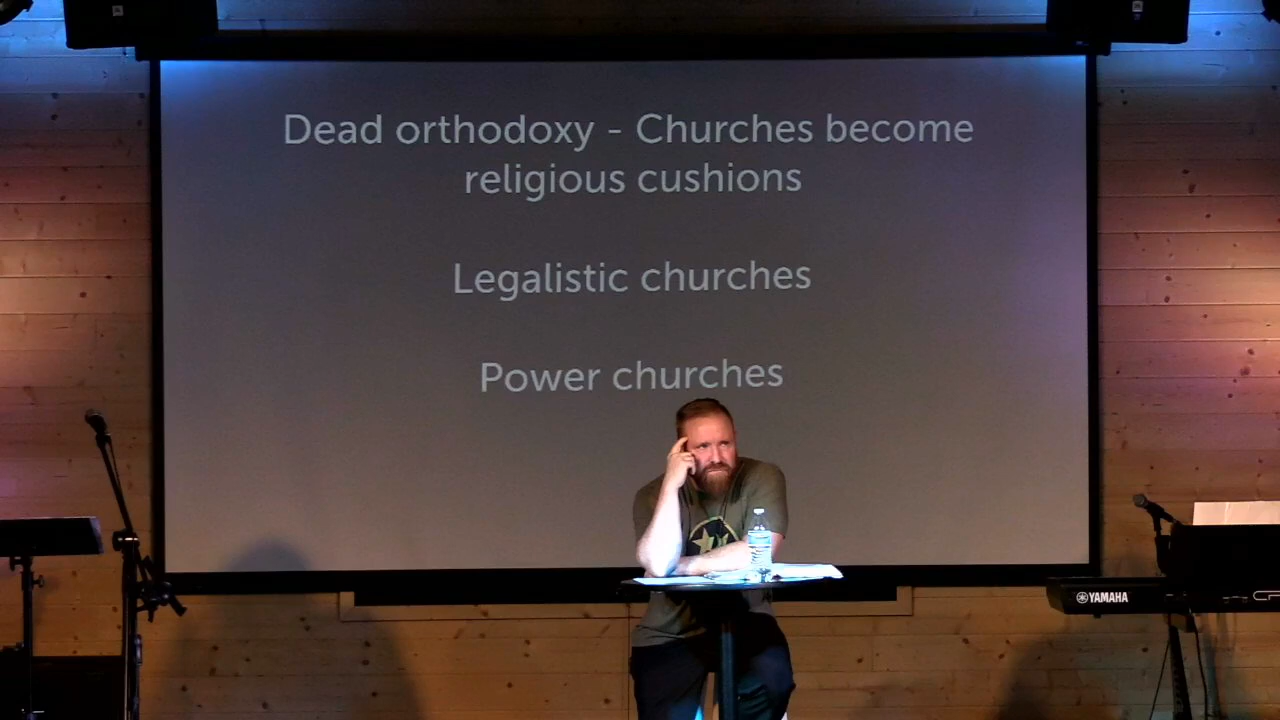 Dead orthodoxy - Churches become
religious cushions
Legalistic churches
Power churches
YAMAHA